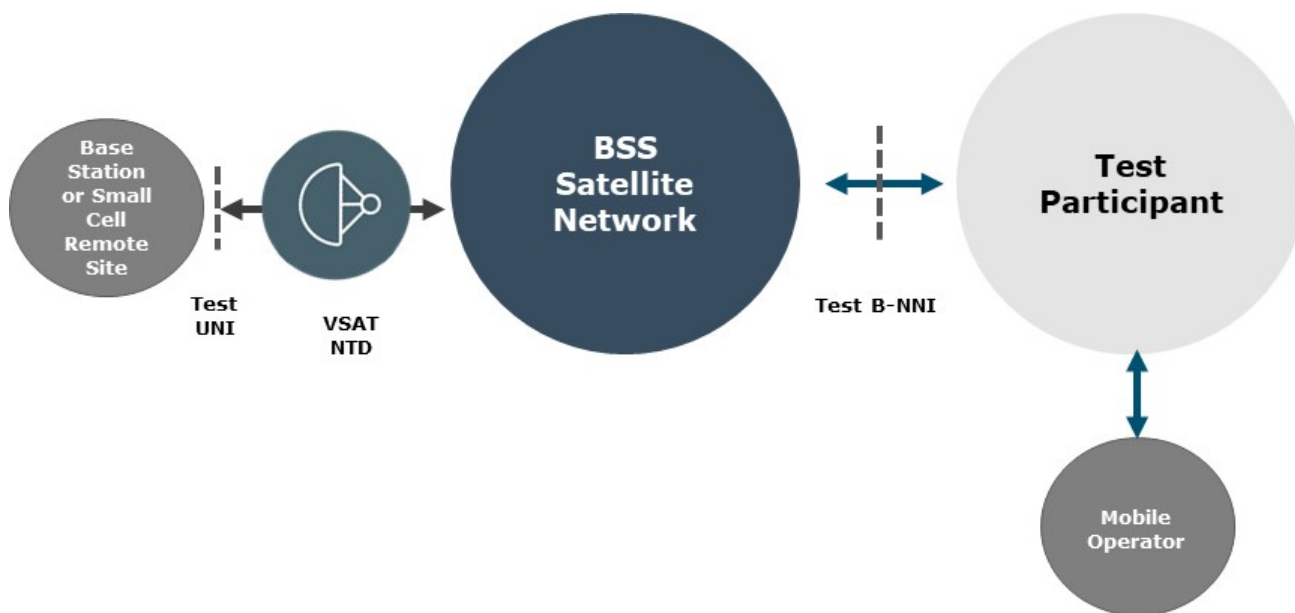 Base
Station
or Small
Cell
Remote
Site
Test
UNI
VSAT
NTD
BSS
Satellite
Network
Test B-NNI
Test
Participant
Mobile
Operator